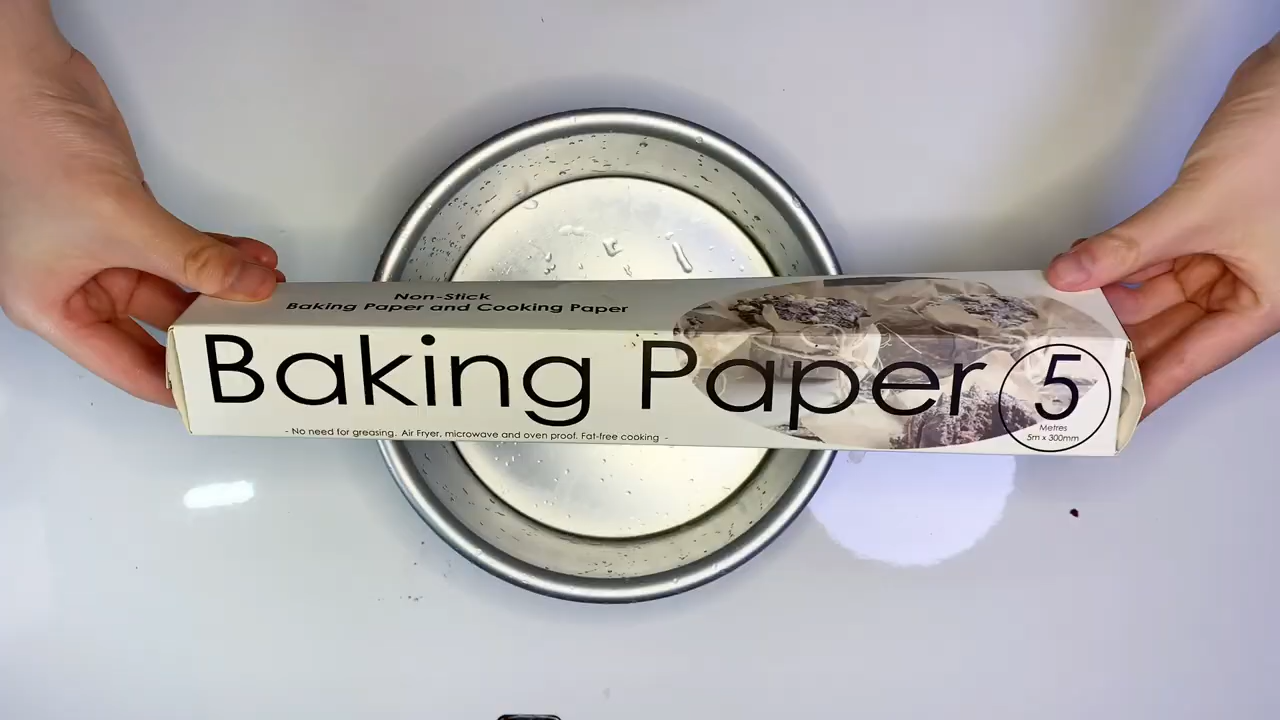 Non-Stick
Baking Paper and Cooking Paper
Baking Paper 5
Metres
5m x 300mm
- No need for greasing. Air Fryer, microwave and oven proof. Fat-free cooking -